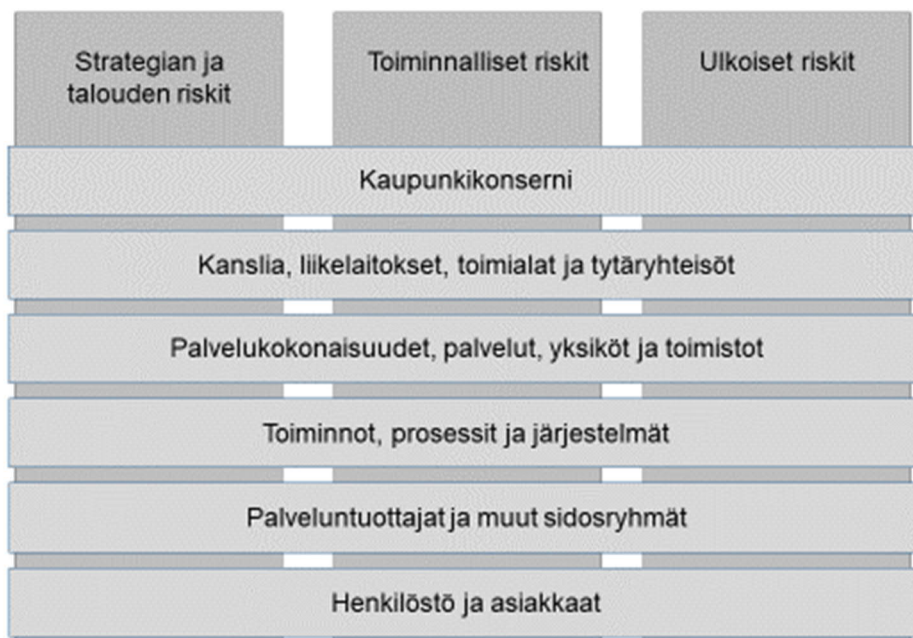 Strategian ja
talouden riskit
Toiminnalliset riskit
Ulkoiset riskit
Kaupunkikonserni
Kanslia, liikelaitokset, toimialat ja tytäryhteisöt
Palvelukokonaisuudet, palvelut, yksiköt ja toimistot
Toiminnot, prosessit ja järjestelmät
Palveluntuottajat ja muut sidosryhmät
Henkilöstö ja asiakkaat